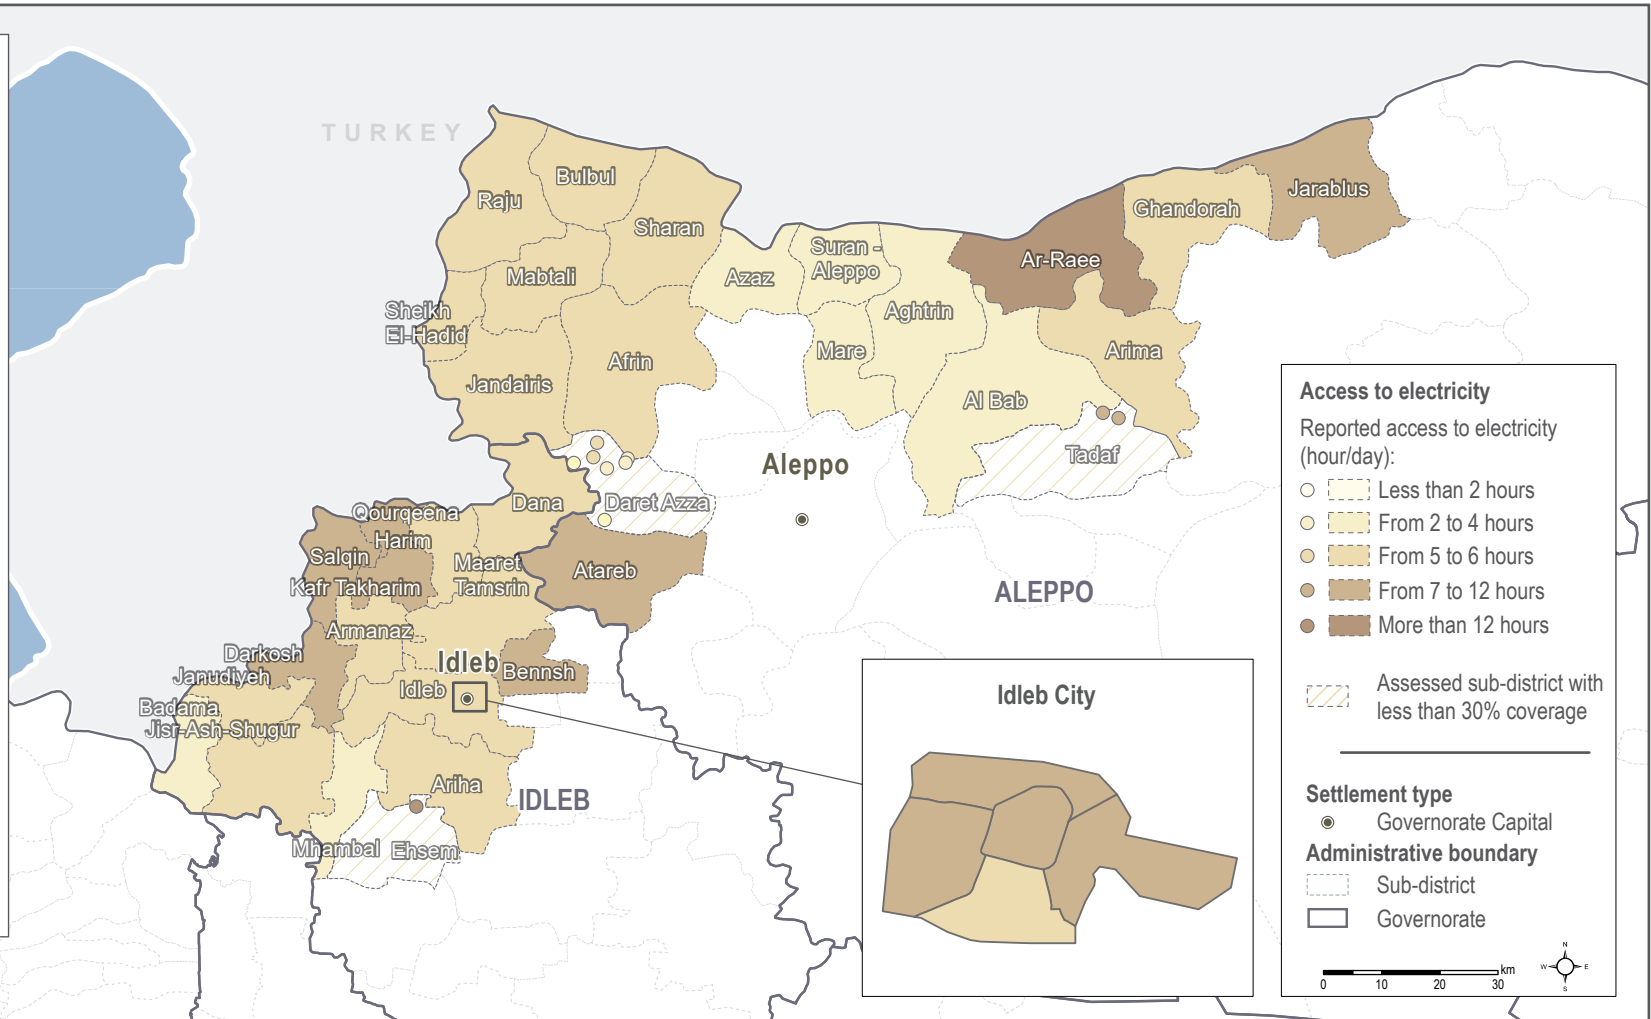 TURKEY
Bulbul
Raju
Sharan
Jarablus
Ghandorah
Suran -
Aleppo
Ar-Raee
Mabtali
Azaz
Sheikh
El-Hadid
Aghtrin
Afrin
Mare
Arima
Jandairis
Al Bab
Tadaf
Aleppo
Dana
Daret Azza
Qourqeena
Harim
Salqin
Maaret
Tamsrin
Atareb
Kafr Takharim
ALEPPO
Armanaz
Darkosh
Idleb
Bennsh
Janudiyeh
Idleb
Badama
Jisr-Ash-Shugur
Ariha
IDLEB
Mhambal
Ehsem
Idleb City
Access to electricity
Reported access to electricity
(hour/day):
Less than 2 hours
From 2 to 4 hours
From 5 to 6 hours
From 7 to 12 hours
More than 12 hours
Assessed sub-district with
less than 30% coverage
Settlement type
Governorate Capital
Administrative boundary
Sub-district
Governorate
km
0 10 20 30
N
W E
S